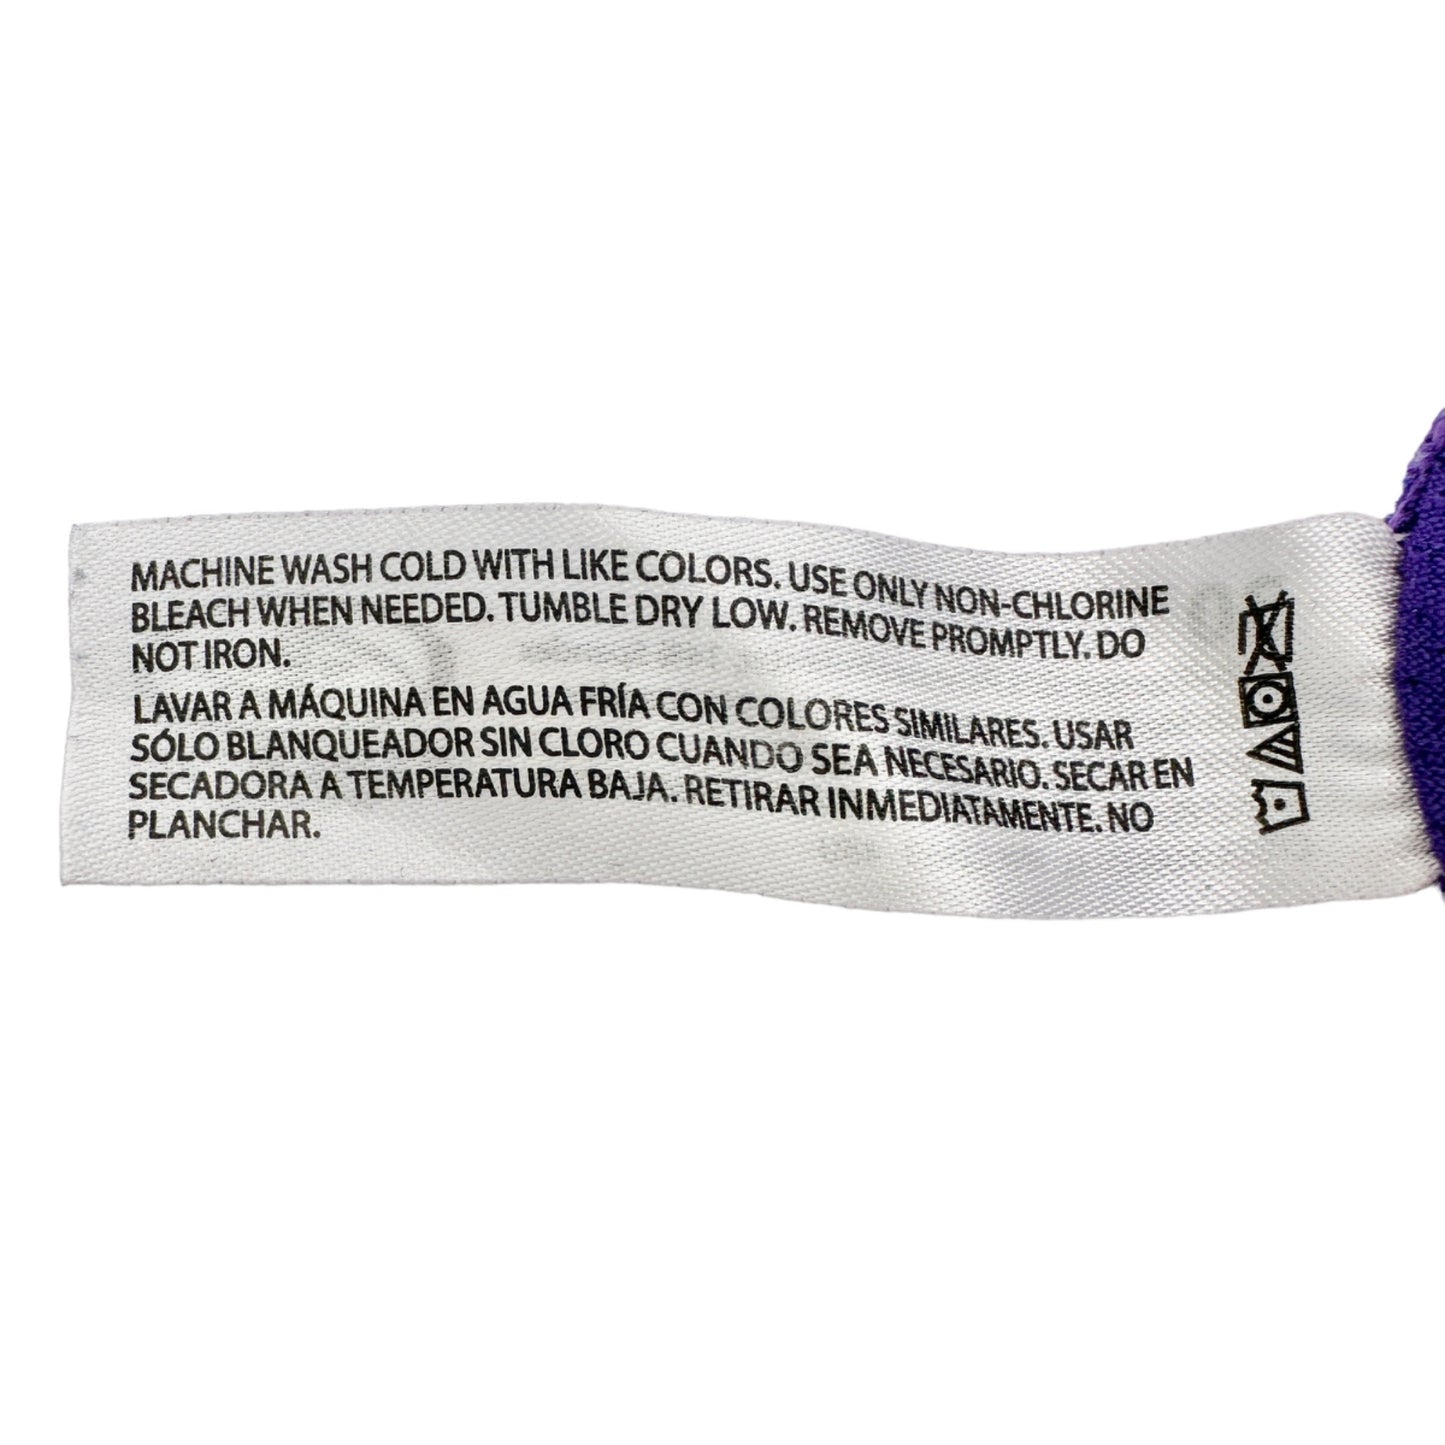 MACHINE WASH COLD WITH LIKE COLORS. USE ONLY NON-CHLORINE
BLEACH WHEN NEEDED. TUMBLE DRY LOW. REMOVE PROMPTLY. DO
NOT IRON.
LAVAR A MÁQUINA EN AGUA FRÍA CON COLORES SIMILARES. USAR
SÓLO BLANQUEADOR SIN CLORO CUANDO SEA NECESARIO. SECAR EN
SECADORA A TEMPERATURA BAJA. RETIRAR INMEDIATAMENTE. NO
PLANCHAR.